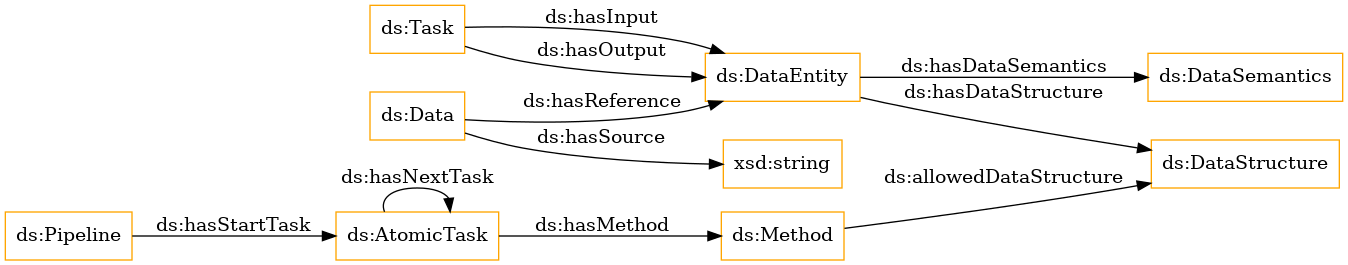 ds:Task
ds:hasInput
ds:hasOutput
ds:DataEntity
ds:hasDataSemantics
ds:DataSemantics
ds:hasDataStructure
ds:Data
ds:hasReference
ds:hasSource
xsd:string
ds:DataStructure
ds:hasNextTask
ds:allowedDataStructure
ds:Pipeline
ds:hasStartTask
ds:AtomicTask
ds:hasMethod
ds:Method